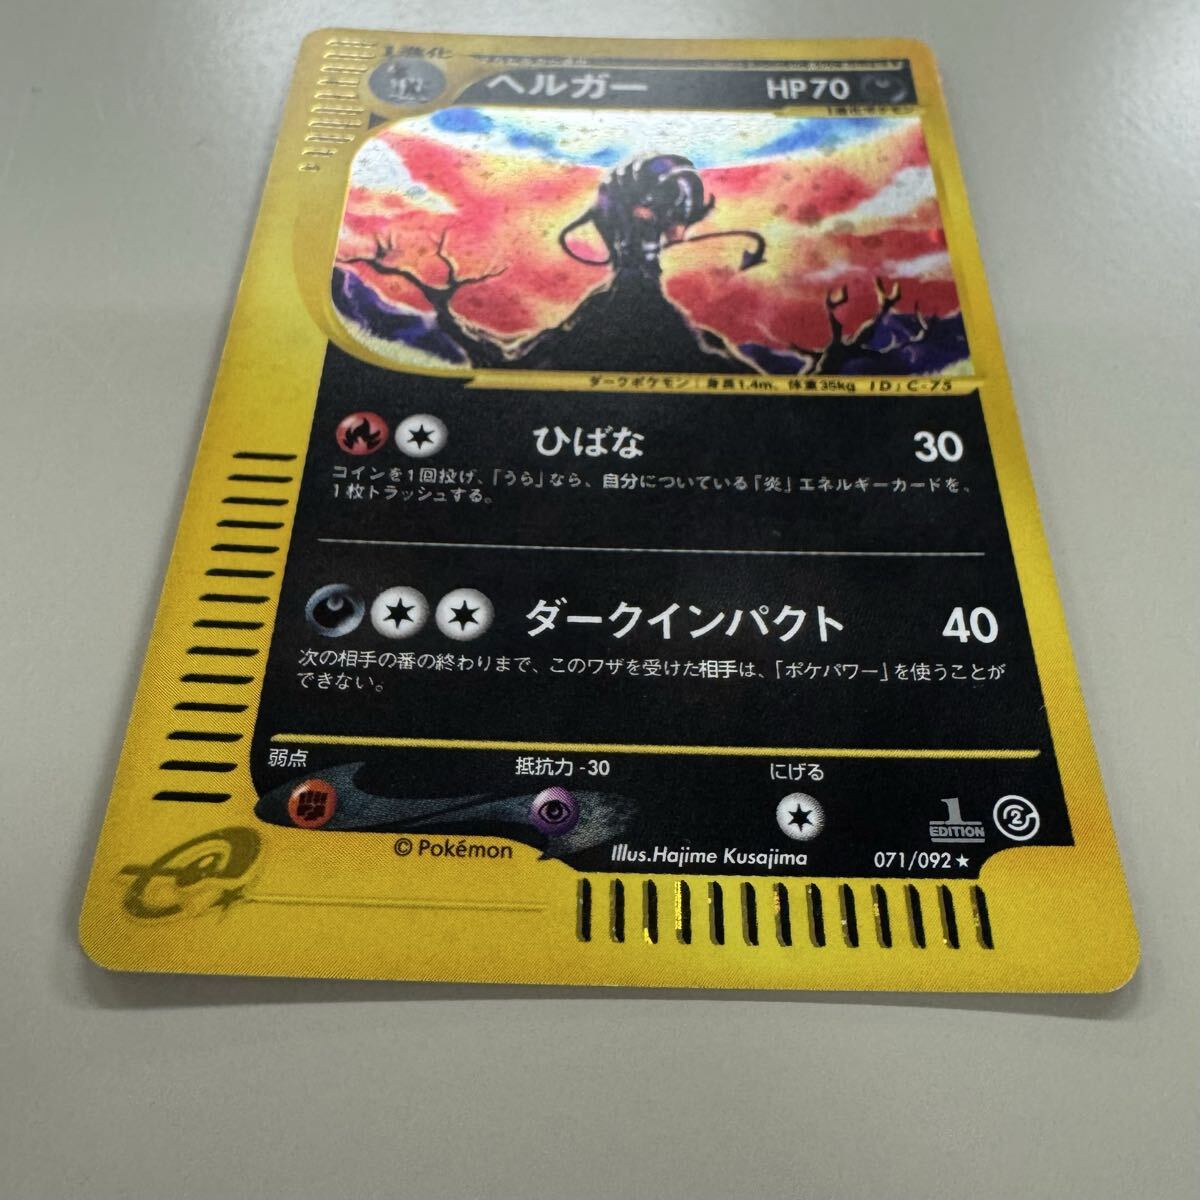 1進化
ヘルガー HP70
ダークポケモン：身長1.4m、体重35kg ID：C-75
ひばな 30
コインを1回投げ、「うら」なら、自分についている「炎」エネルギーカードを、
1枚トラッシュする。
ダークインパクト 40
次の相手の番の終わりまで、このワザを受けた相手は、「ポケパワー」を使うことが
できない。
弱点 抵抗力 -30 にげる
1 EDITION 2
© Pokémon Illus.Hajime Kusajima 071/092 ★